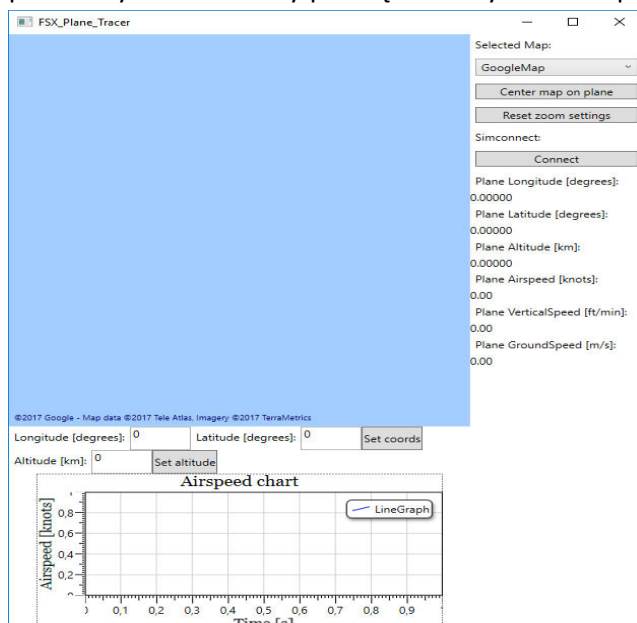 FSX_Plane_Tracer
Selected Map:
GoogleMap
Center map on plane
Reset zoom settings
Simconnect:
Connect
Plane Longitude [degrees]:
0.00000
Plane Latitude [degrees]:
0.00000
Plane Altitude [km]:
0.00000
Plane Airspeed [knots]:
0.00
Plane VerticalSpeed [ft/min]:
0.00
Plane GroundSpeed [m/s]:
0.00
©2017 Google - Map data ©2017 Tele Atlas, Imagery ©2017 TerraMetrics
Longitude [degrees]: 0 Latitude [degrees]: 0 Set coords
Altitude [km]: 0 Set altitude
Airspeed chart
LineGraph
Airspeed [knots]
0,8
0,6
0,4
0,2
0,1 0,2 0,3 0,4 0,5 0,6 0,7 0,8 0,9
Time [s]